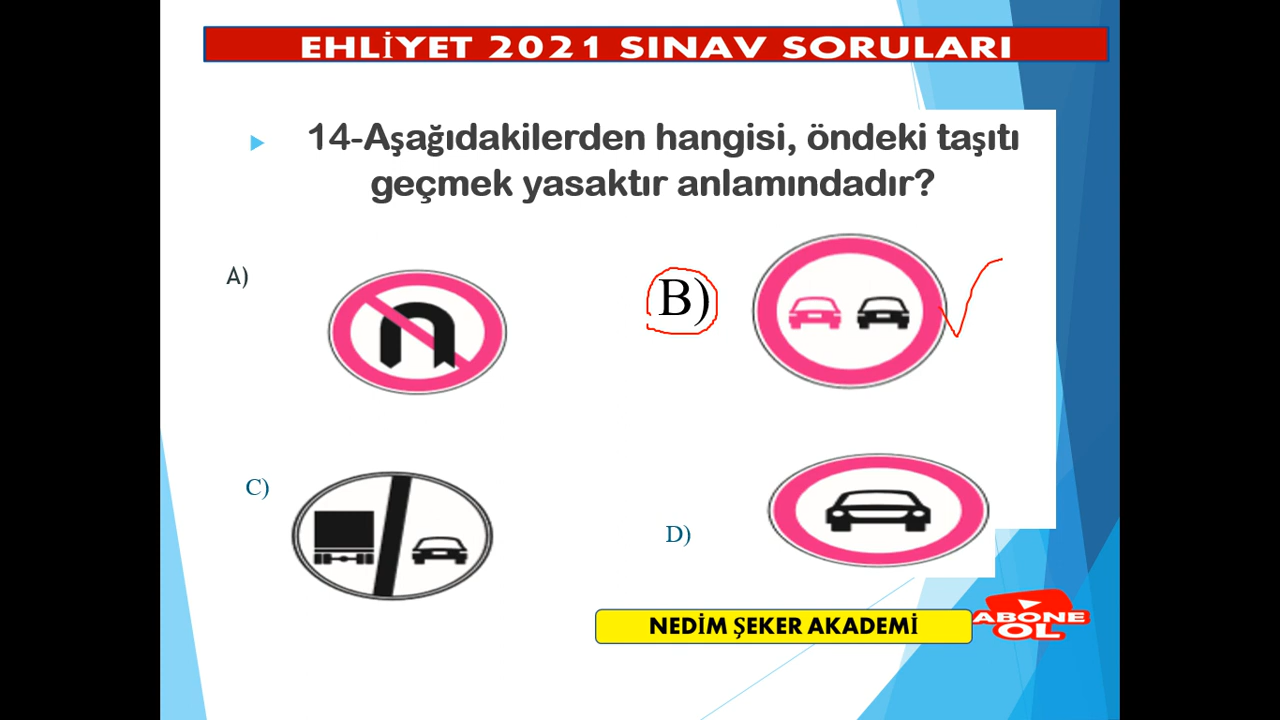 EHLİYET 2021 SINAV SORULARI
14-Aşağıdakilerden hangisi, öndeki taşıtı
geçmek yasaktır anlamındadır?
A)
B)
C)
D)
NEDİM ŞEKER AKADEMİ
ABONE
OL